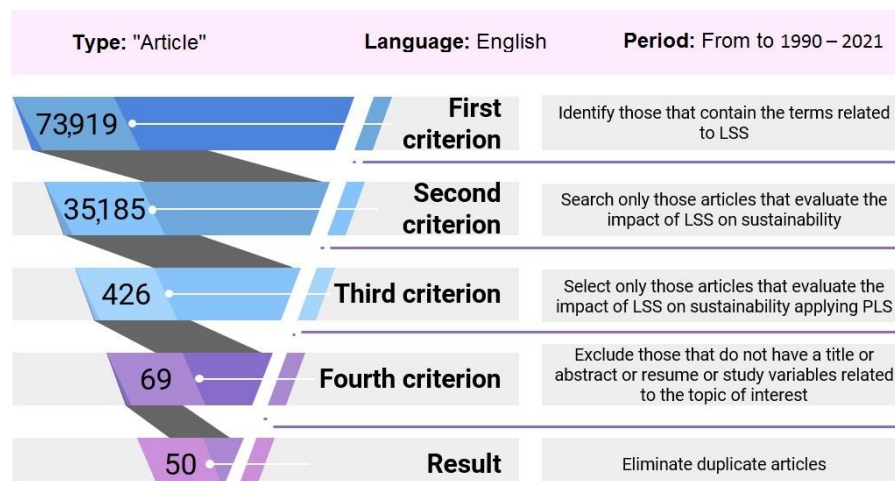 Type: "Article" Language: English Period: From to 1990 – 2021
73,919
First
criterion
Identify those that contain the terms related
to LSS
35,185
Second
criterion
Search only those articles that evaluate the
impact of LSS on sustainability
426
Third criterion
Select only those articles that evaluate the
impact of LSS on sustainability applying PLS
69
Fourth criterion
Exclude those that do not have a title or
abstract or resume or study variables related
to the topic of interest
50
Result
Eliminate duplicate articles